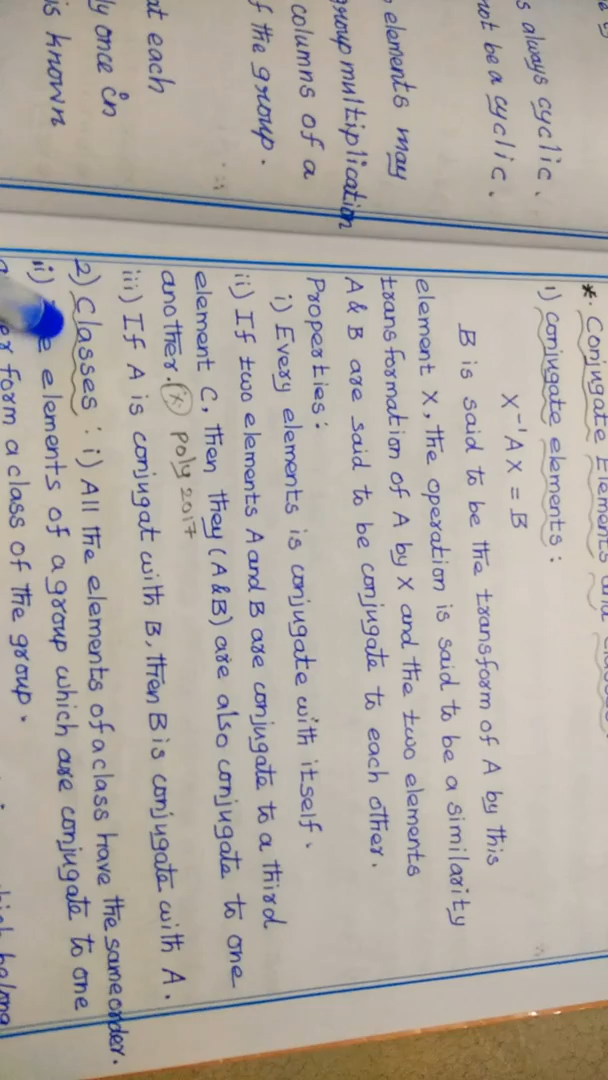 s always cyclic.
not be a cyclic.
elements may
group multiplication
columns of a
f the group.
at each
ly once in
is known
*. Conjugate Elements and
1) conjugate elements :
X⁻¹AX = B
B is said to be the transform of A by this
element X, the operation is said to be a similarity
transformation of A by X and the two elements
A & B are said to be conjugate to each other.
Properties :
i) Every elements is conjugate with itself.
ii) If two elements A and B are conjugate to a third
element C, then they (A & B) are also conjugate to one
another. (*) poly 2017
iii) If A is conjugat with B, then B is conjugate with A.
2) Classes : i) All the elements of a class have the same order.
ii) elements of a group which are conjugate to one
form a class of the group.
belong